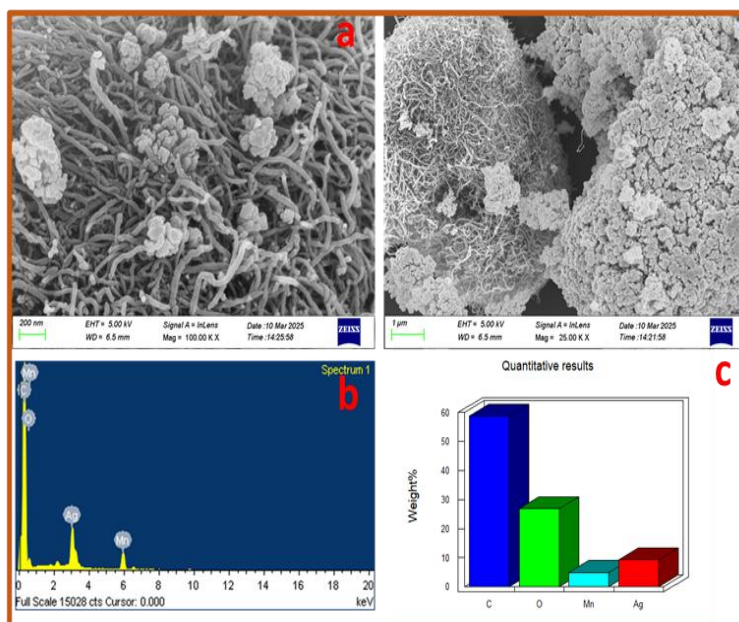 a
200 nm
EHT = 5.00 kV
Signal A = InLens
Date :10 Mar 2025
WD = 6.5 mm
Mag = 100.00 K X
Time :14:25:58
ZEISS
1 µm
EHT = 5.00 kV
Signal A = InLens
Date :10 Mar 2025
WD = 6.5 mm
Mag = 25.00 K X
Time :14:21:58
ZEISS
b
Spectrum 1
Mn
C
O
Ag
Mn
0 2 4 6 8 10 12 14 16 18 20
Full Scale 15028 cts Cursor: 0.000 keV
c
Quantitative results
Weight%
60
50
40
30
20
10
0
C O Mn Ag